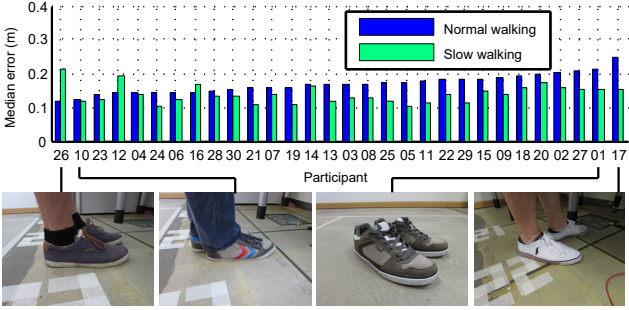 0.4
0.3
0.2
0.1
0
Median error (m)
Normal walking
Slow walking
26 10 23 12 04 24 06 16 28 30 21 07 19 14 13 03 08 25 05 11 22 29 15 09 18 20 02 27 01 17
Participant